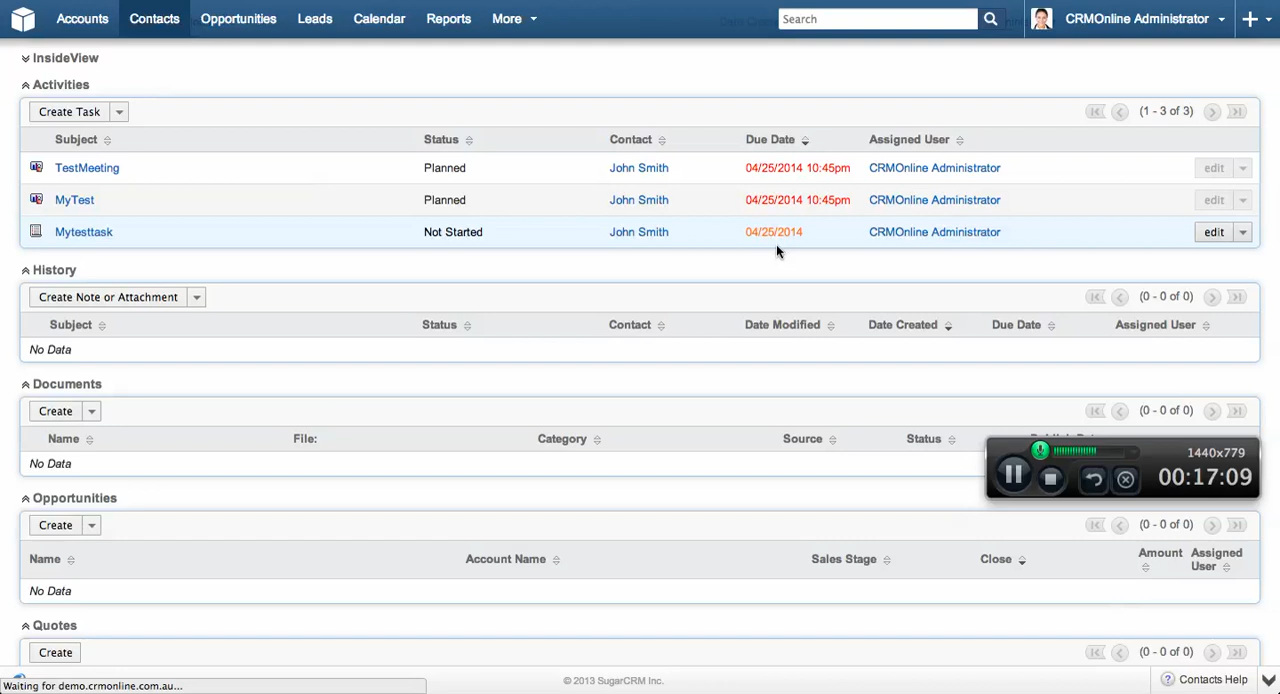 Accounts Contacts Opportunities Leads Calendar Reports More Search CRMOnline Administrator
InsideView
Activities
Create Task (1 - 3 of 3)
Subject Status Contact Due Date Assigned User
TestMeeting Planned John Smith 04/25/2014 10:45pm CRMOnline Administrator edit
MyTest Planned John Smith 04/25/2014 10:45pm CRMOnline Administrator edit
Mytesttask Not Started John Smith 04/25/2014 CRMOnline Administrator edit
History
Create Note or Attachment (0 - 0 of 0)
Subject Status Contact Date Modified Date Created Due Date Assigned User
No Data
Documents
Create (0 - 0 of 0)
Name File: Category Source Status
No Data
1440x779
00:17:09
Opportunities
Create (0 - 0 of 0)
Name Account Name Sales Stage Close Amount Assigned User
No Data
Quotes
Create (0 - 0 of 0)
© 2013 SugarCRM Inc. Contacts Help
Waiting for demo.crmonline.com.au...